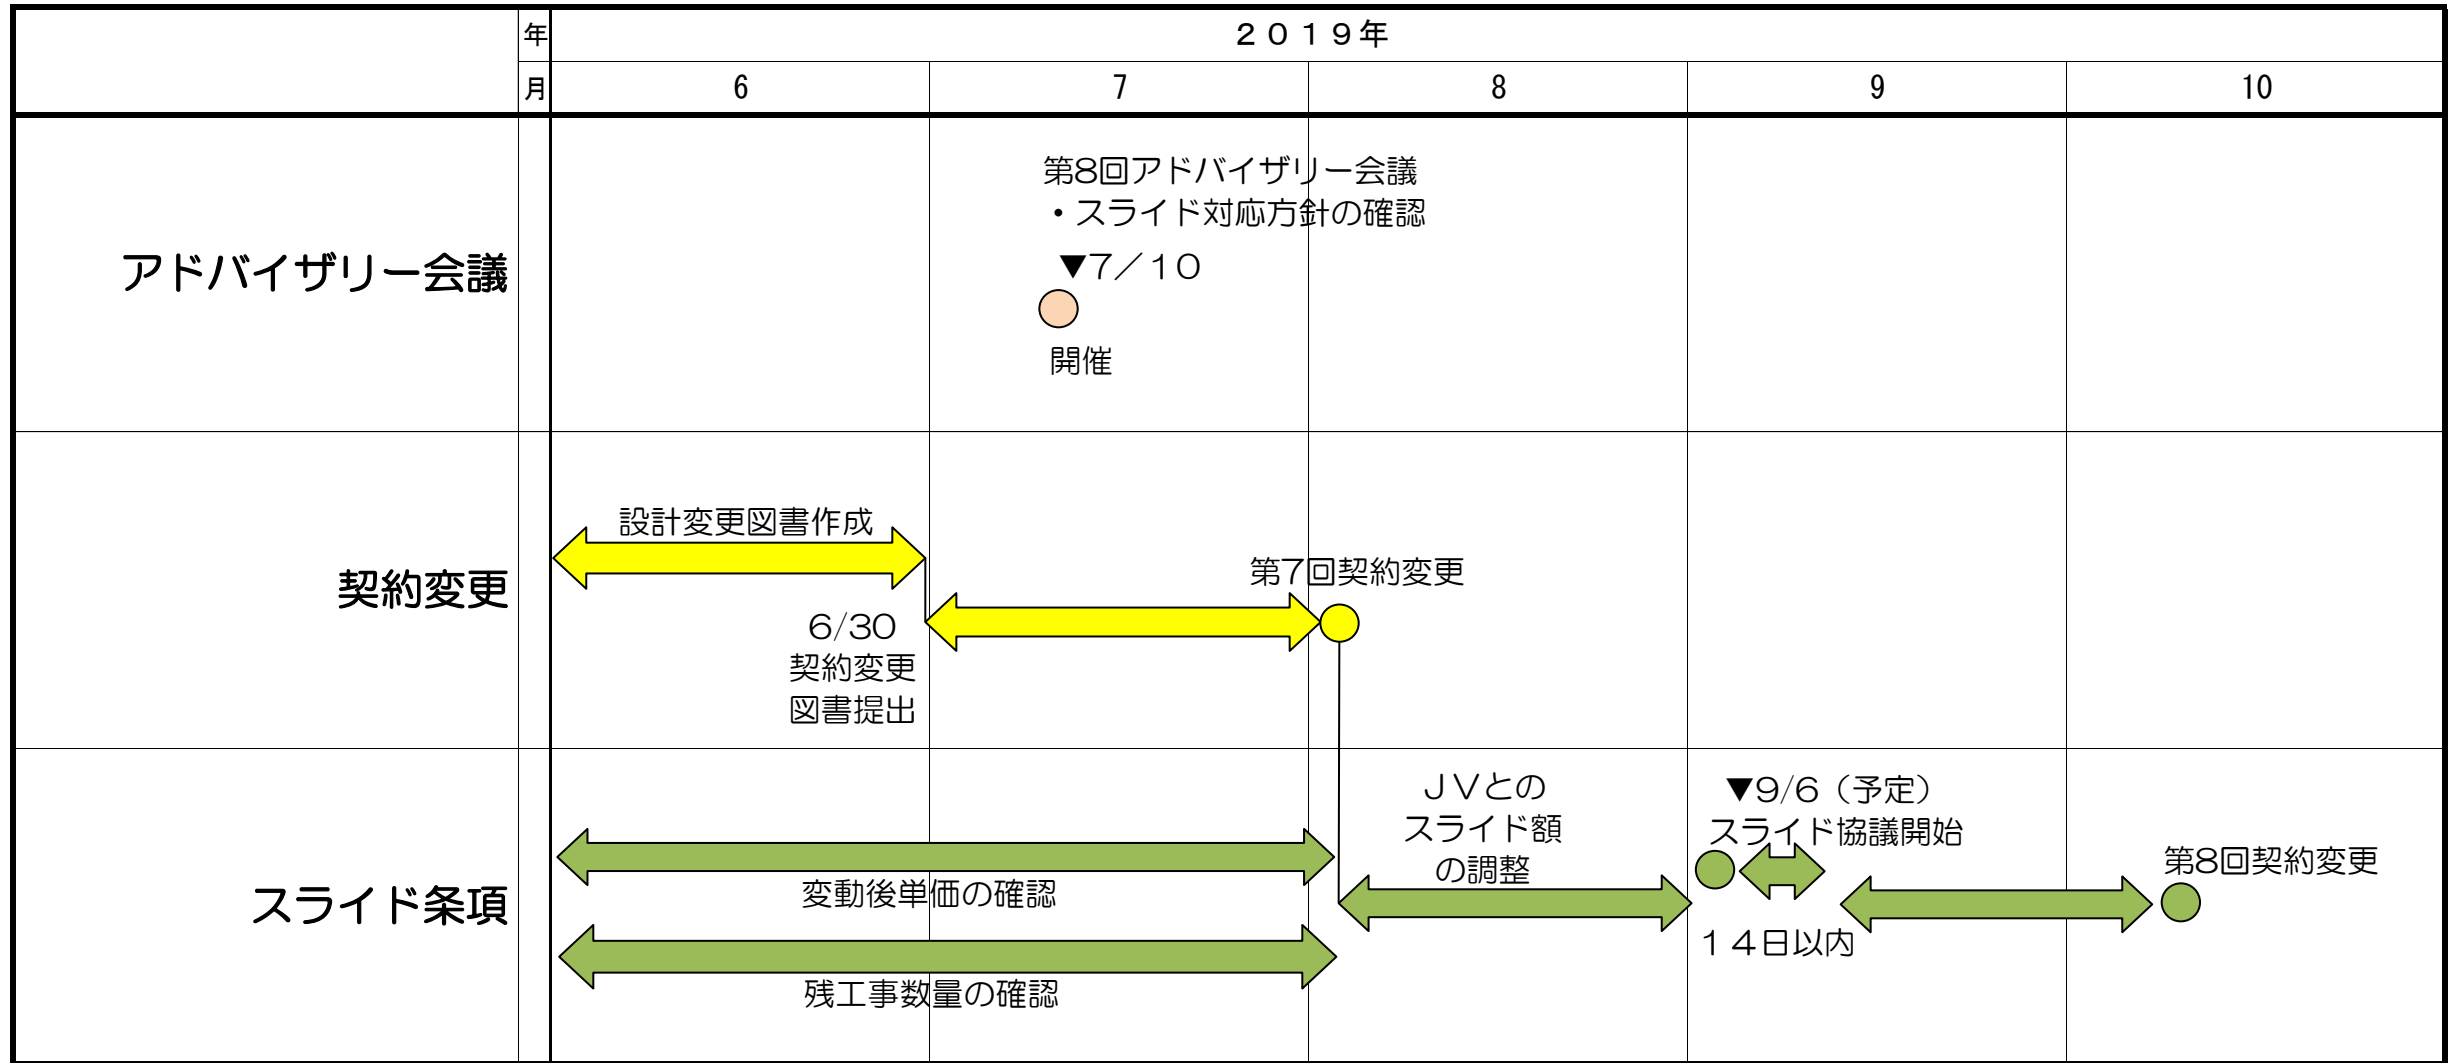 年
２０１９年
月
6
7
8
9
10
アドバイザリー会議
第8回アドバイザリー会議
・スライド対応方針の確認
▼7／１０
開催
契約変更
設計変更図書作成
6/30
契約変更
図書提出
第7回契約変更
スライド条項
変動後単価の確認
残工事数量の確認
ＪＶとの
スライド額
の調整
▼9/6（予定）
スライド協議開始
１４日以内
第8回契約変更